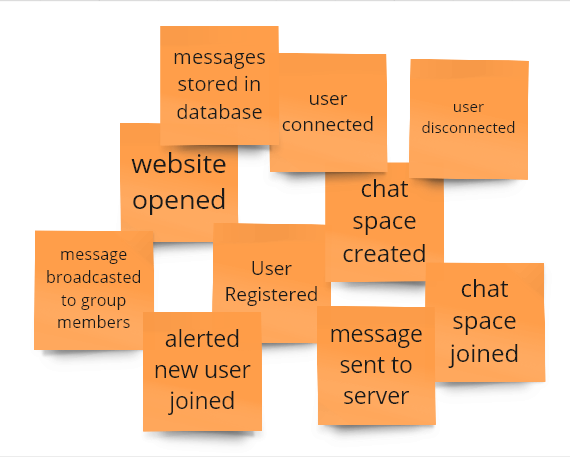 messages
stored in
database
user
connected
user
disconnected
website
opened
chat
space
created
message
broadcasted
to group
members
User
Registered
chat
space
joined
alerted
new user
joined
message
sent to
server